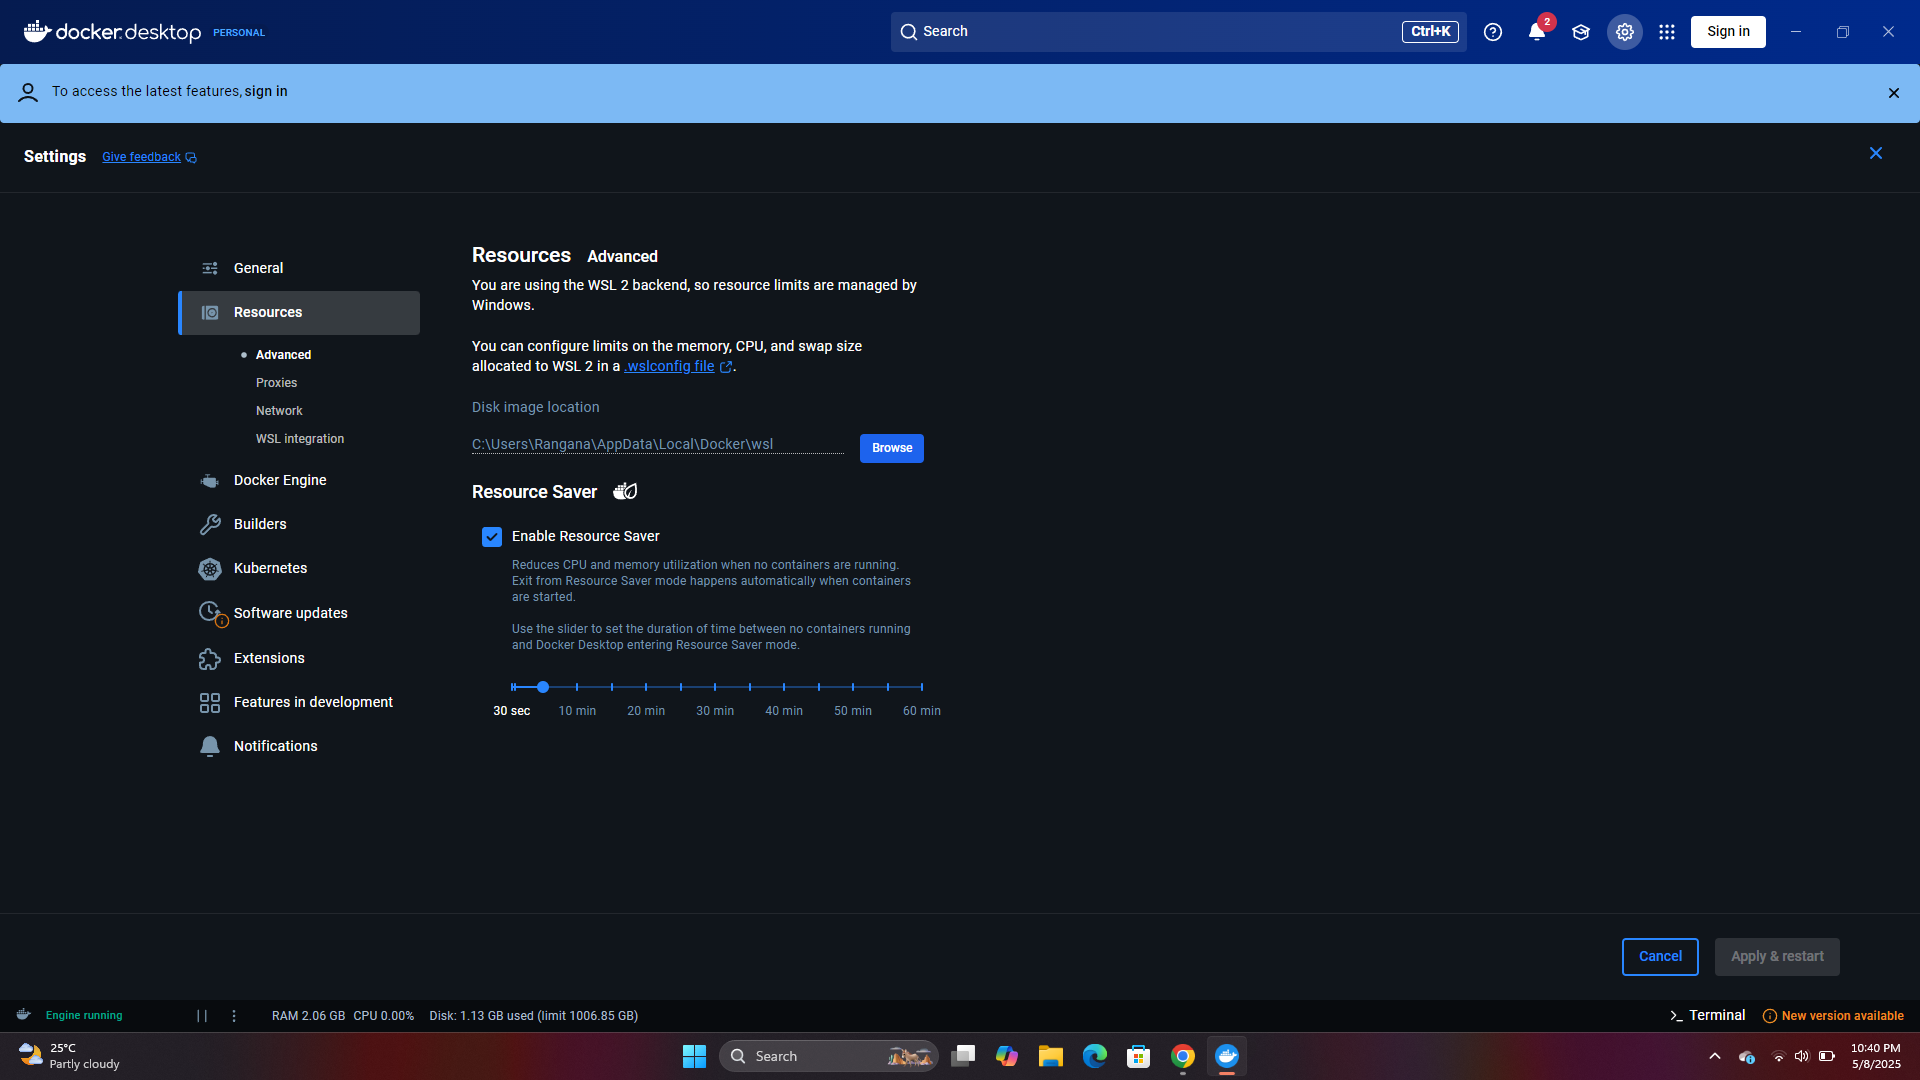 docker desktop PERSONAL
Search Ctrl+K
2
Sign in
To access the latest features, sign in
Settings Give feedback
General
Resources
Advanced
Proxies
Network
WSL integration
Docker Engine
Builders
Kubernetes
Software updates
Extensions
Features in development
Notifications
Resources Advanced
You are using the WSL 2 backend, so resource limits are managed by
Windows.
You can configure limits on the memory, CPU, and swap size
allocated to WSL 2 in a .wslconfig file.
Disk image location
C:\Users\Rangana\AppData\Local\Docker\wsl
Browse
Resource Saver
Enable Resource Saver
Reduces CPU and memory utilization when no containers are running.
Exit from Resource Saver mode happens automatically when containers
are started.
Use the slider to set the duration of time between no containers running
and Docker Desktop entering Resource Saver mode.
30 sec 10 min 20 min 30 min 40 min 50 min 60 min
Cancel Apply & restart
Engine running RAM 2.06 GB CPU 0.00% Disk: 1.13 GB used (limit 1006.85 GB) Terminal New version available
25°C
Partly cloudy
Search
10:40 PM
5/8/2025